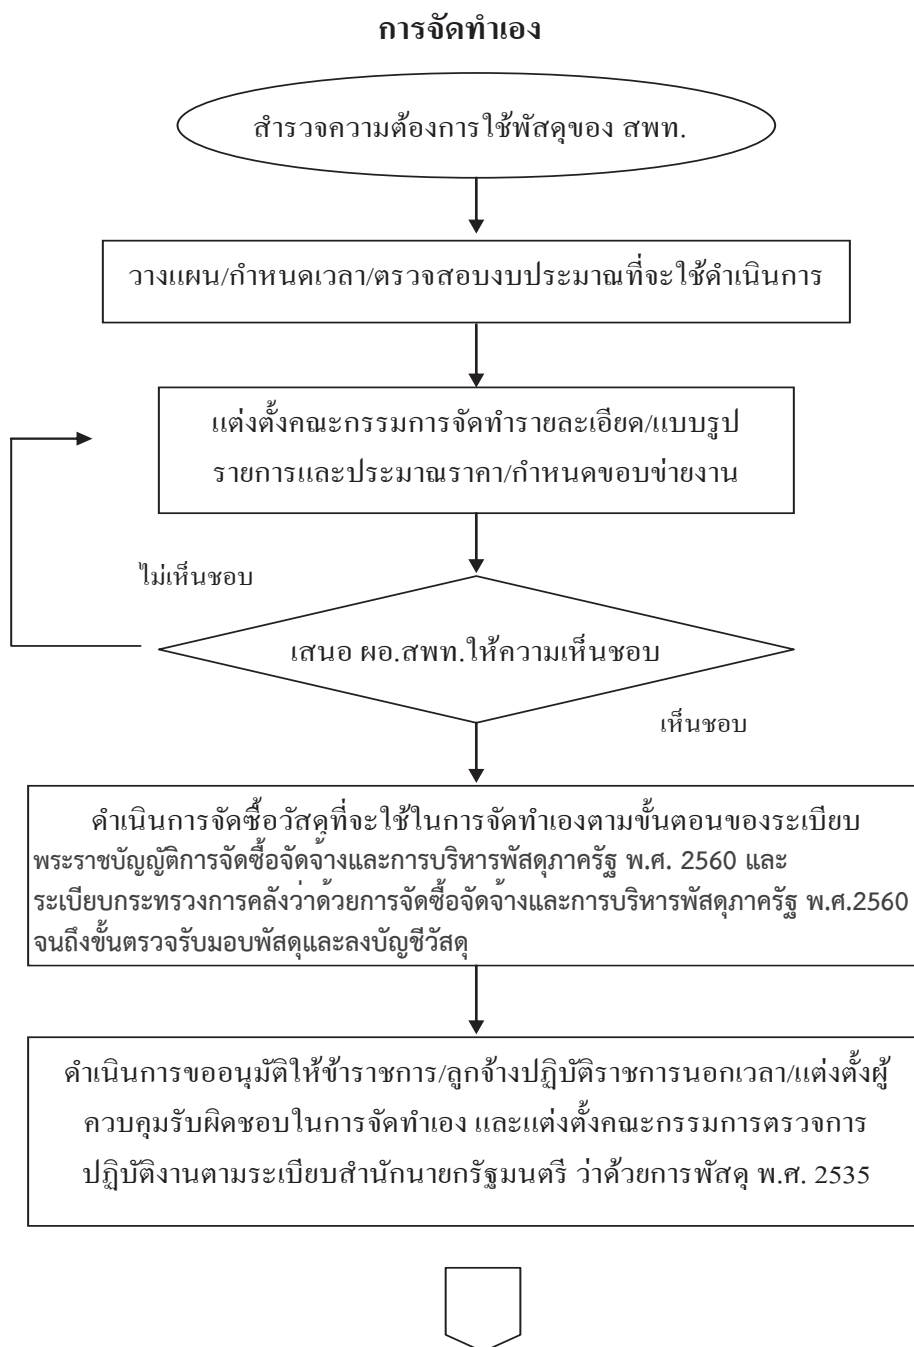 การจัดทำเอง
สำรวจความต้องการใช้พัสดุของ สพท.
วางแผน/กำหนดเวลา/ตรวจสอบงบประมาณที่จะใช้ดำเนินการ
แต่งตั้งคณะกรรมการจัดทำรายละเอียด/แบบรูป
รายการและประมาณราคา/กำหนดขอบข่ายงาน
ไม่เห็นชอบ
เสนอ ผอ.สพท.ให้ความเห็นชอบ
เห็นชอบ
ดำเนินการจัดซื้อวัสดุที่จะใช้ในการจัดทำเองตามขั้นตอนของระเบียบ
พระราชบัญญัติการจัดซื้อจัดจ้างและการบริหารพัสดุภาครัฐ พ.ศ. 2560 และ
ระเบียบกระทรวงการคลังว่าด้วยการจัดซื้อจัดจ้างและการบริหารพัสดุภาครัฐ พ.ศ.2560
จนถึงขั้นตรวจรับมอบพัสดุและลงบัญชีวัสดุ
ดำเนินการขออนุมัติให้ข้าราชการ/ลูกจ้างปฏิบัติราชการนอกเวลา/แต่งตั้งผู้
ควบคุมรับผิดชอบในการจัดทำเอง และแต่งตั้งคณะกรรมการตรวจการ
ปฏิบัติงานตามระเบียบสำนักนายกรัฐมนตรี ว่าด้วยการพัสดุ พ.ศ. 2535